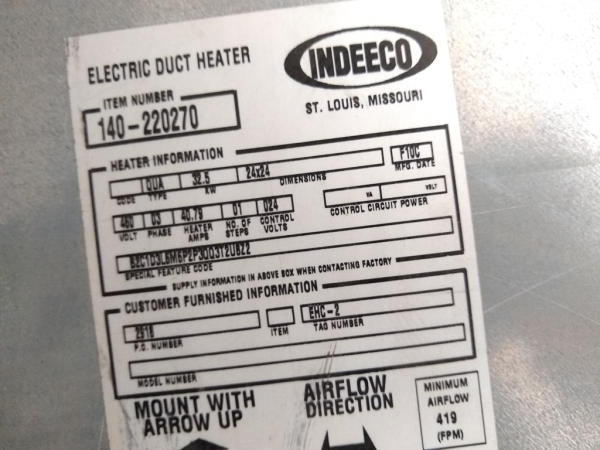 ELECTRIC DUCT HEATER
INDEECO
ST. LOUIS, MISSOURI
ITEM NUMBER
140-220270
HEATER INFORMATION
QUA 32.5 24x24 F10C
CODE TYPE KW DIMENSIONS MFG. DATE
460 03 40.79 01 024 VA VOLT
VOLT PHASE HEATER AMPS NO. OF STEPS CONTROL VOLTS CONTROL CIRCUIT POWER
SPECIAL FEATURE CODE
SUPPLY INFORMATION IN ABOVE BOX WHEN CONTACTING FACTORY
CUSTOMER FURNISHED INFORMATION
2918 EHC-2
P.O. NUMBER ITEM TAG NUMBER
MODEL NUMBER
MOUNT WITH
ARROW UP
AIRFLOW
DIRECTION
MINIMUM
AIRFLOW
419
(FPM)